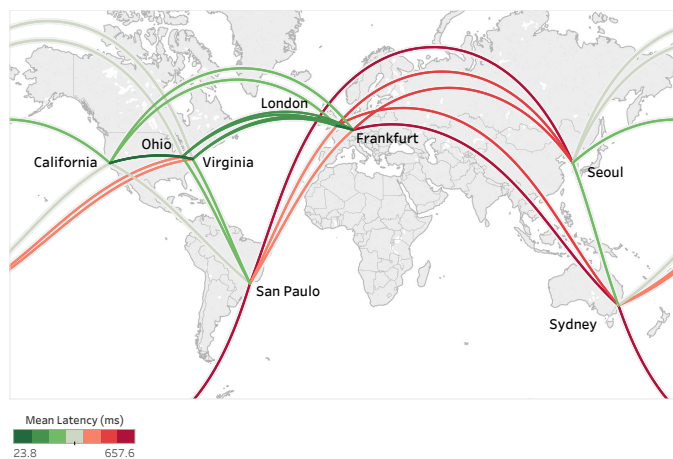 London
Ohio
California
Virginia
Frankfurt
Seoul
San Paulo
Sydney
Mean Latency (ms)
23.8 657.6